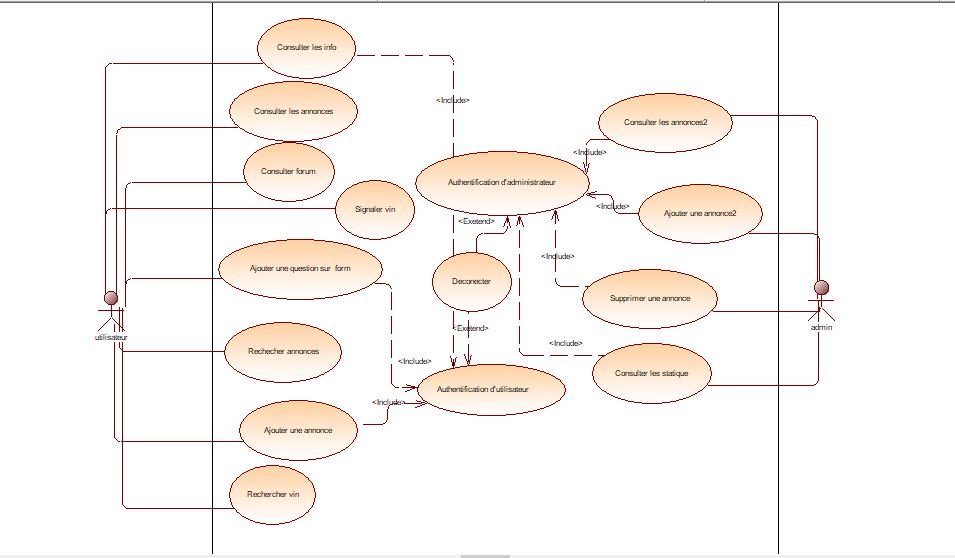 Consulter les info
<Include>
Consulter les annonces
Consulter les annonces2
<Include>
Consulter forum
Authentification d'administrateur
Signaler vin
<Include>
Ajouter une annonce2
<Exetend>
<Include>
Ajouter une question sur form
Deconecter
Supprimer une annonce
utilisateur
admin
<Exetend>
<Include>
Rechecher annonces
<Include>
Consulter les statique
Authentification d'utilisateur
<Include>
Ajouter une annonce
Rechercher vin